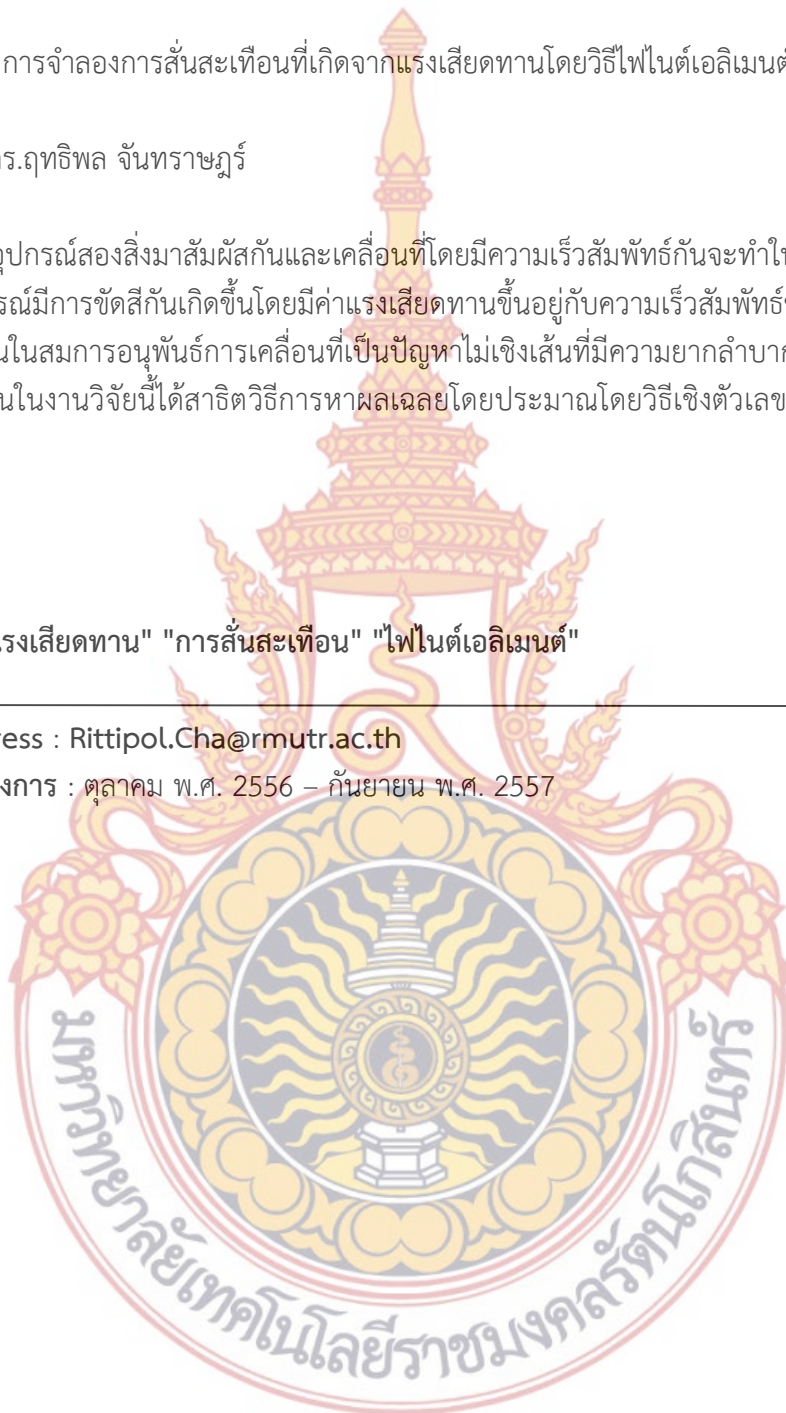 การจำลองการสั่นสะเทือนที่เกิดจากแรงเสียดทานโดยวิธีไฟไนต์เอลิเมนต์
ดร.ฤทธิพล จันทราษฎร์
อุปกรณ์สองสิ่งมาสัมผัสกันและเคลื่อนที่โดยมีความเร็วสัมพัทธ์กันจะทำให้
รณ์มีการขัดสีกันเกิดขึ้นโดยมีค่าแรงเสียดทานขึ้นอยู่กับความเร็วสัมพัทธ์
นในสมการอนุพันธ์การเคลื่อนที่เป็นปัญหาไม่เชิงเส้นที่มีความยากลำบาก
นในงานวิจัยนี้ได้สาธิตวิธีการหาผลเฉลยโดยประมาณโดยวิธีเชิงตัวเลข
รงเสียดทาน" "การสั่นสะเทือน" "ไฟไนต์เอลิเมนต์"
ress : Rittipol.Cha@rmutr.ac.th
งการ : ตุลาคม พ.ศ. 2556 – กันยายน พ.ศ. 2557
มหาวิทยาลัยเทคโนโลยีราชมงคลรัตนโกสินทร์